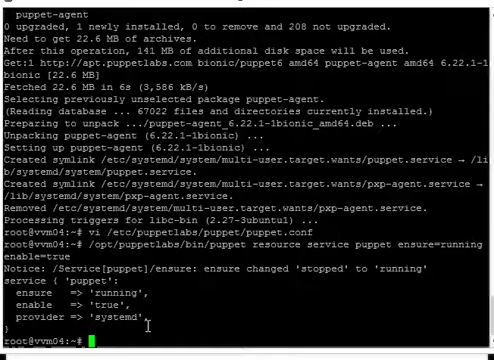 puppet-agent
0 upgraded, 1 newly installed, 0 to remove and 208 not upgraded.
Need to get 22.6 MB of archives.
After this operation, 141 MB of additional disk space will be used.
Get:1 http://apt.puppetlabs.com bionic/puppet6 amd64 puppet-agent amd64 6.22.1-1
bionic [22.6 MB]
Fetched 22.6 MB in 6s (3,586 kB/s)
Selecting previously unselected package puppet-agent.
(Reading database ... 67022 files and directories currently installed.)
Preparing to unpack .../puppet-agent_6.22.1-1bionic_amd64.deb ...
Unpacking puppet-agent (6.22.1-1bionic) ...
Setting up puppet-agent (6.22.1-1bionic) ...
Created symlink /etc/systemd/system/multi-user.target.wants/puppet.service → /li
b/systemd/system/puppet.service.
Created symlink /etc/systemd/system/multi-user.target.wants/pxp-agent.service →
/lib/systemd/system/pxp-agent.service.
Removed /etc/systemd/system/multi-user.target.wants/pxp-agent.service.
Processing triggers for libc-bin (2.27-3ubuntu1) ...
root@vvm04:~# vi /etc/puppetlabs/puppet/puppet.conf
root@vvm04:~# /opt/puppetlabs/bin/puppet resource service puppet ensure=running
enable=true
Notice: /Service[puppet]/ensure: ensure changed 'stopped' to 'running'
service { 'puppet':
  ensure   => 'running',
  enable   => 'true',
  provider => 'systemd',
}
root@vvm04:~#